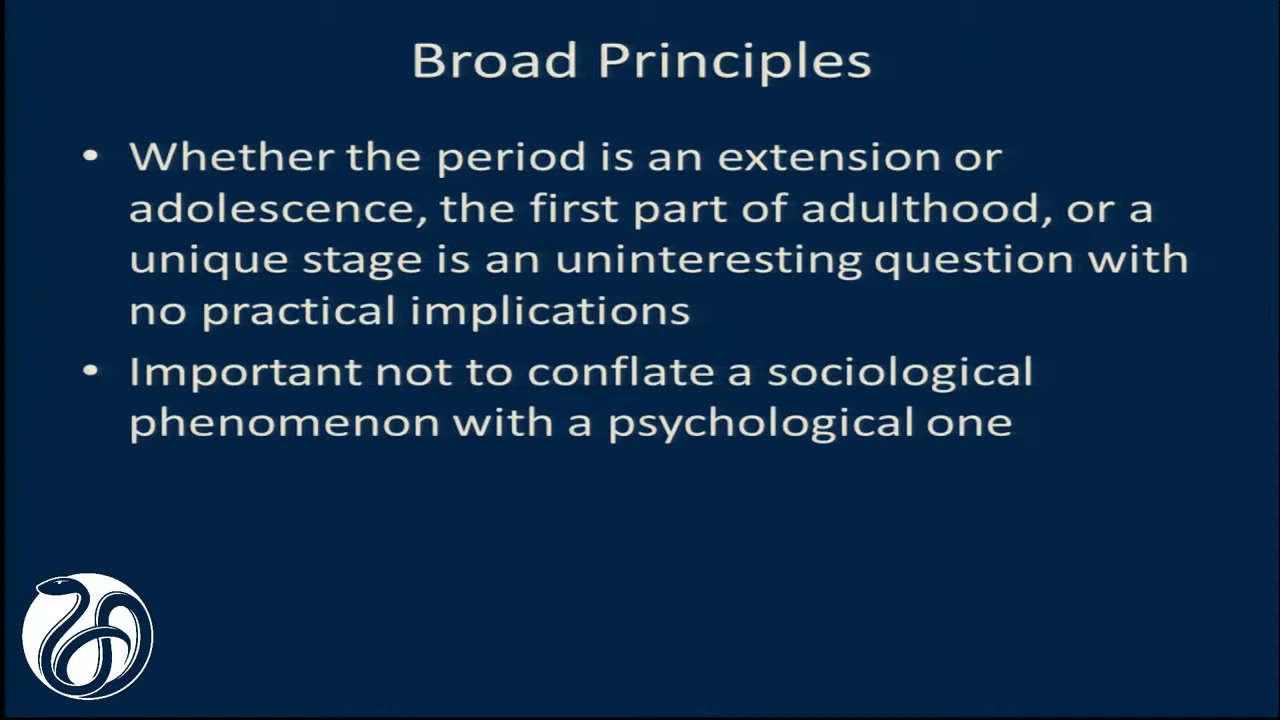 Broad Principles
• Whether the period is an extension or
adolescence, the first part of adulthood, or a
unique stage is an uninteresting question with
no practical implications
• Important not to conflate a sociological
phenomenon with a psychological one